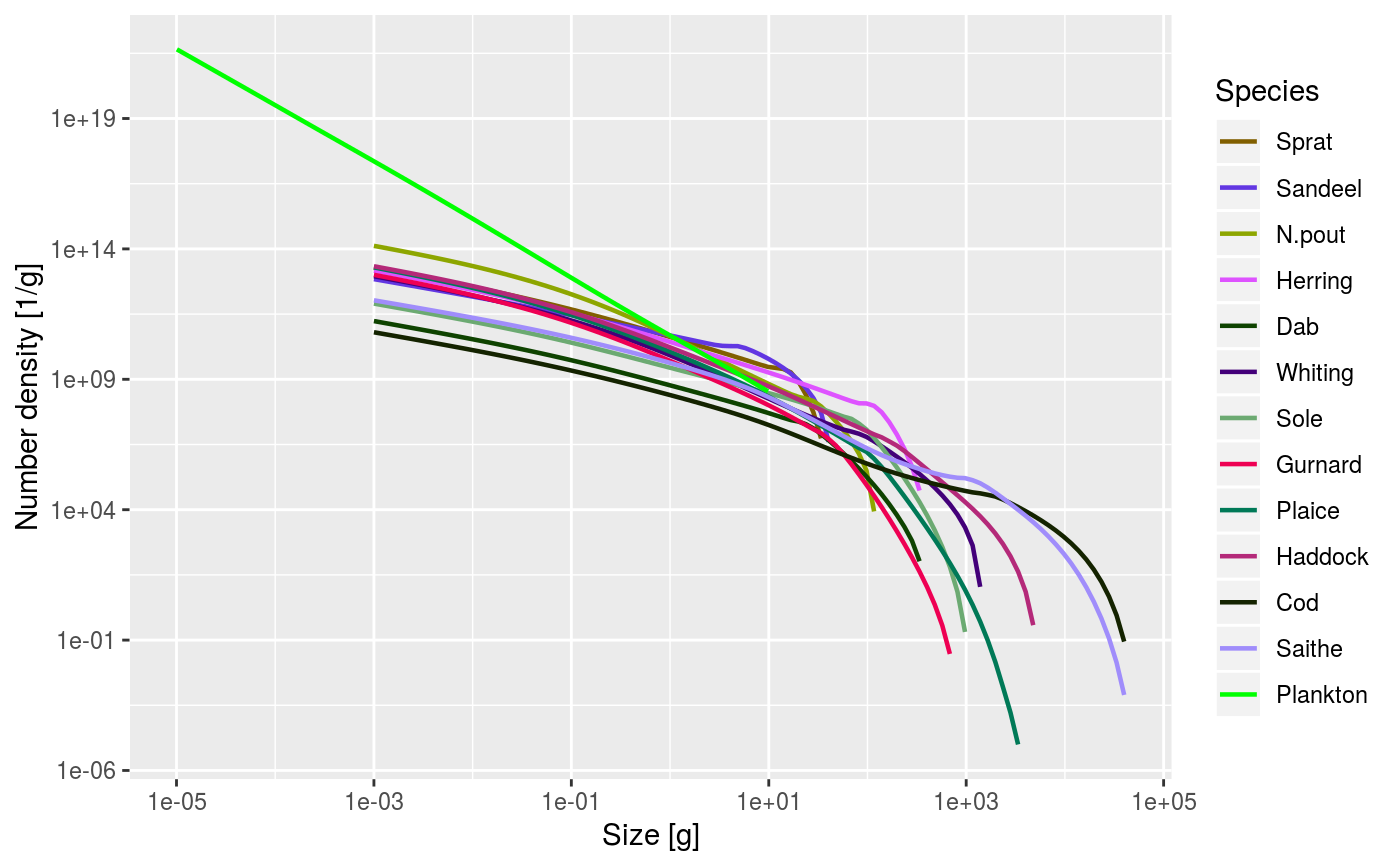 Number density [1/g]
1e+19
1e+14
1e+09
1e+04
1e-01
1e-06
1e-05
1e-03
1e-01
1e+01
1e+03
1e+05
Size [g]
Species
Sprat
Sandeel
N.pout
Herring
Dab
Whiting
Sole
Gurnard
Plaice
Haddock
Cod
Saithe
Plankton